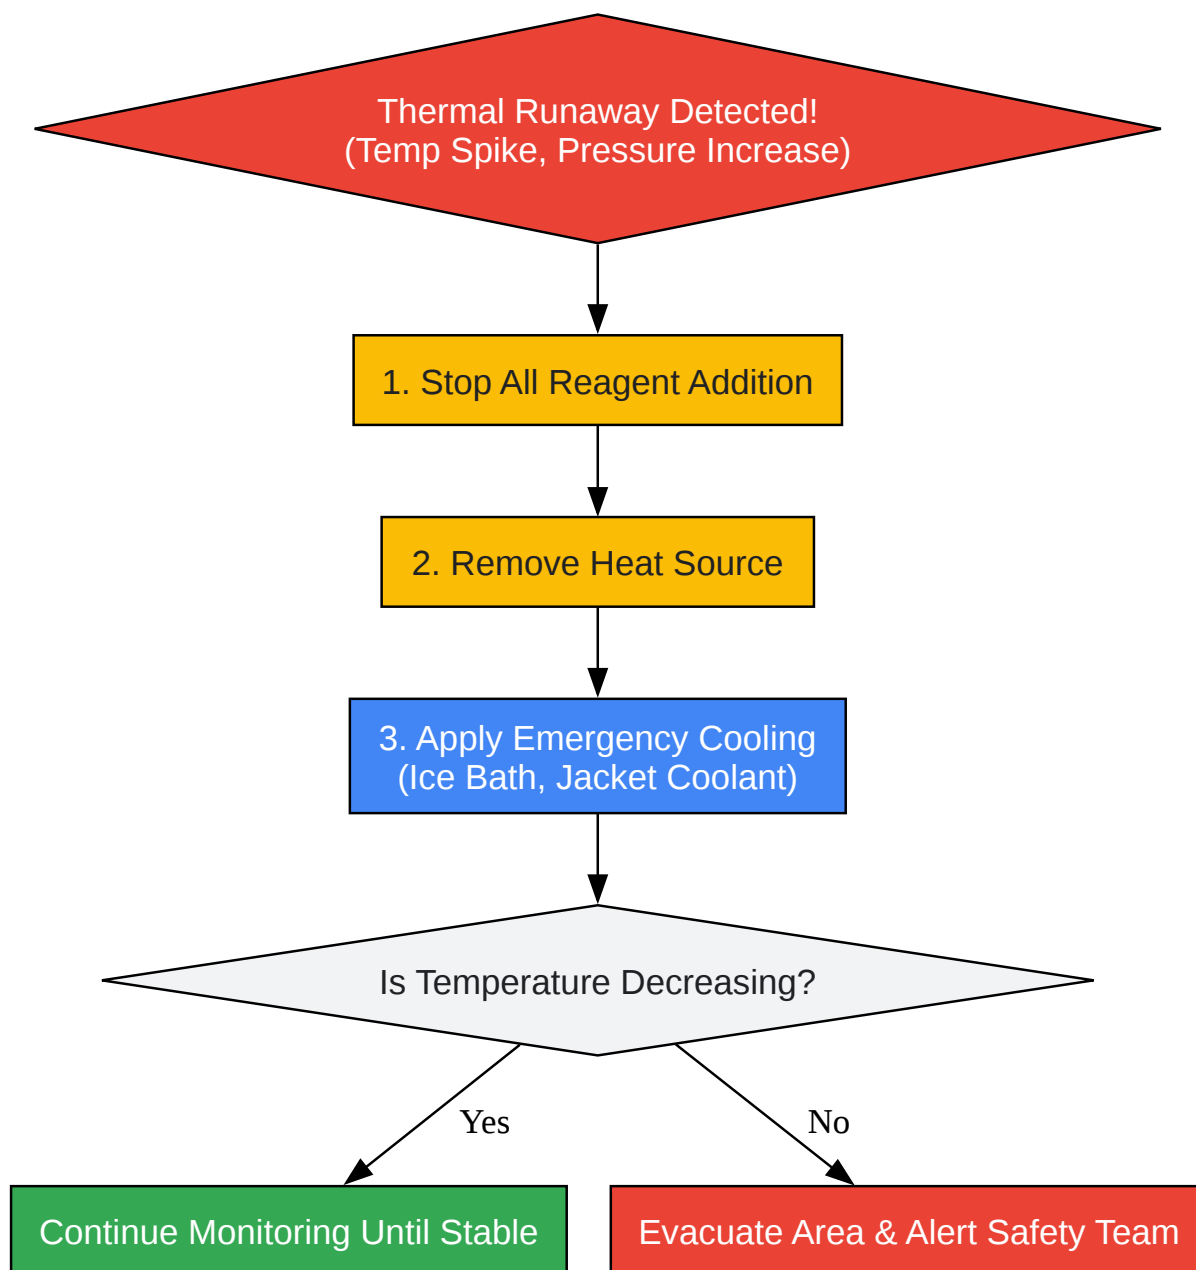 Thermal Runaway Detected!
(Temp Spike, Pressure Increase)
1. Stop All Reagent Addition
2. Remove Heat Source
3. Apply Emergency Cooling
(Ice Bath, Jacket Coolant)
Is Temperature Decreasing?
Yes
No
Continue Monitoring Until Stable
Evacuate Area & Alert Safety Team